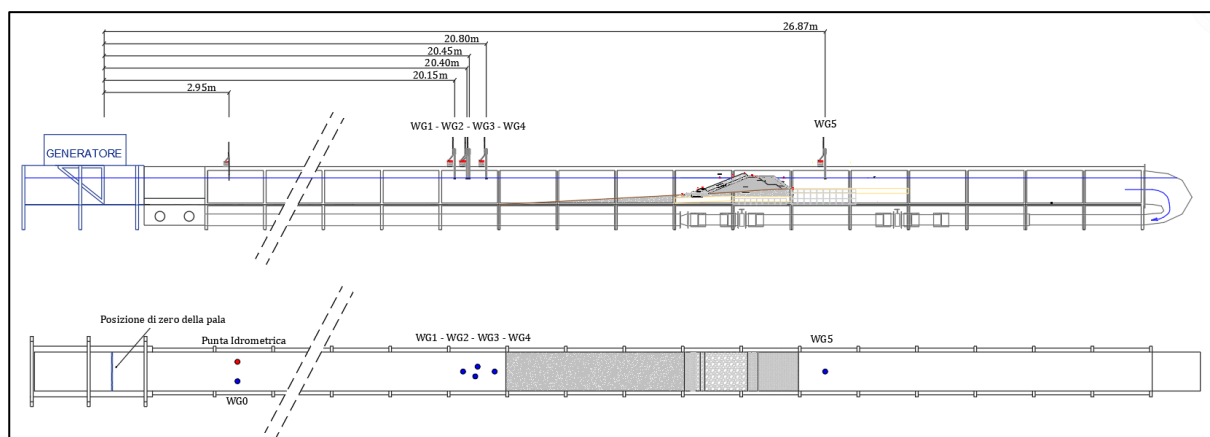 26.87m
20.80m
20.45m
20.40m
20.15m
2.95m
WG1 - WG2 - WG3 - WG4
WG5
GENERATORE
Posizione di zero della pala
Punta Idrometrica
WG1 - WG2 - WG3 - WG4
WG5
WG0